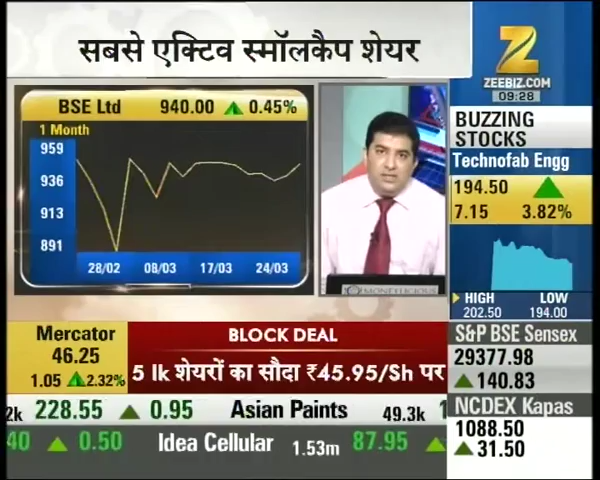 सबसे एक्टिव स्मॉलकैप शेयर
Z
ZEEBIZ.COM
09:28
BSE Ltd 940.00 0.45%
1 Month
959
936
913
891
28/02 08/03 17/03 24/03
MONEYLICIOUS
BUZZING
STOCKS
Technofab Engg
194.50
7.15 3.82%
HIGH LOW
202.50 194.00
Mercator
46.25
1.05 2.32%
BLOCK DEAL
5 lk शेयरों का सौदा ₹45.95/Sh पर
S&P BSE Sensex
29377.98
140.83
2k 228.55 0.95 Asian Paints 49.3k 1
NCDEX Kapas
1088.50
31.50
40 0.50 Idea Cellular 1.53m 87.95